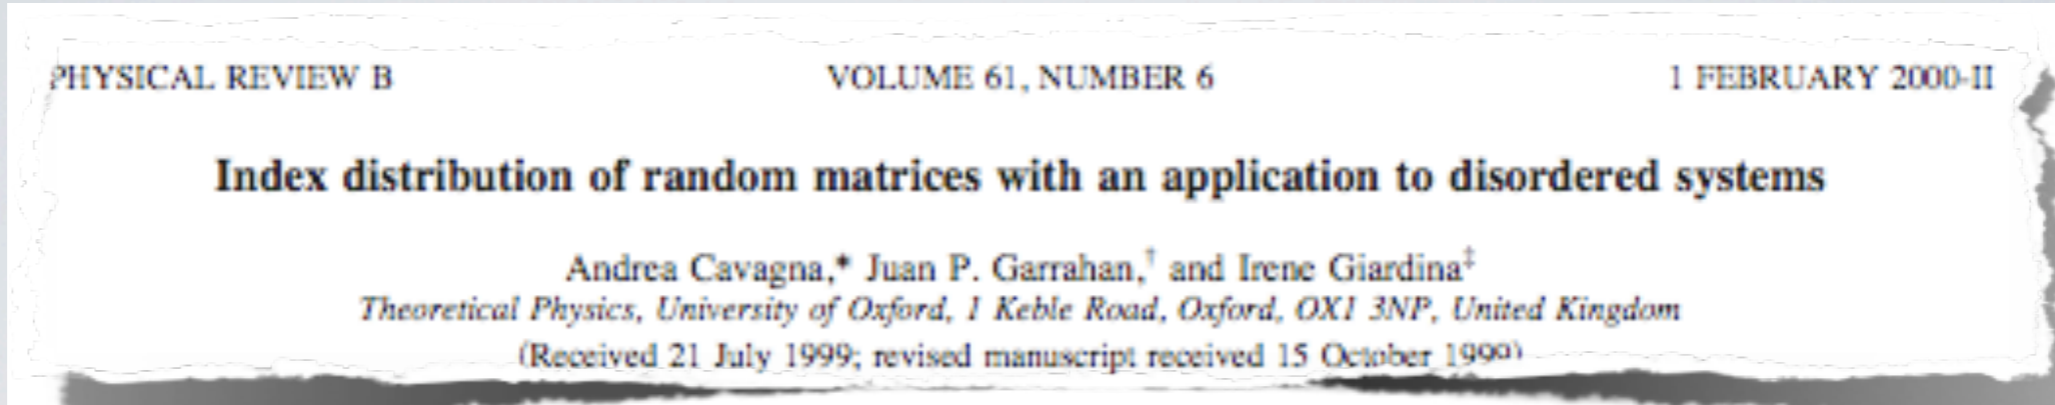 PHYSICAL REVIEW B VOLUME 61, NUMBER 6 1 FEBRUARY 2000-II
Index distribution of random matrices with an application to disordered systems
Andrea Cavagna,* Juan P. Garrahan,† and Irene Giardina‡
Theoretical Physics, University of Oxford, 1 Keble Road, Oxford, OX1 3NP, United Kingdom
(Received 21 July 1999; revised manuscript received 15 October 1999)